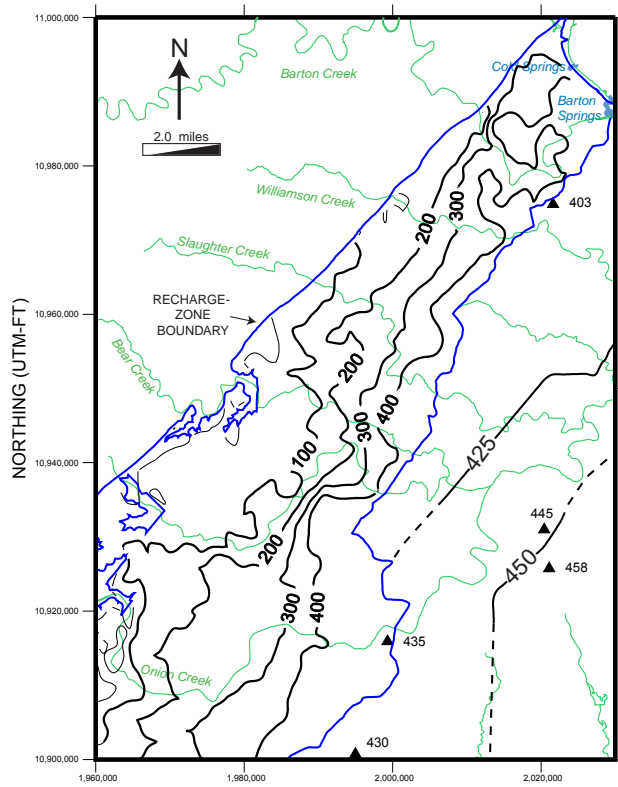 11,000,000
N
Cold Springs
Barton Creek
2.0 miles
Barton
Springs
10,980,000
Williamson Creek
403
200
300
Slaughter Creek
RECHARGE-
ZONE
BOUNDARY
10,960,000
NORTHING (UTM-FT)
Bear Creek
200
400
300
100
425
10,940,000
445
200
450
458
300
400
10,920,000
435
Onion Creek
430
10,900,000
1,960,000
1,980,000
2,000,000
2,020,000